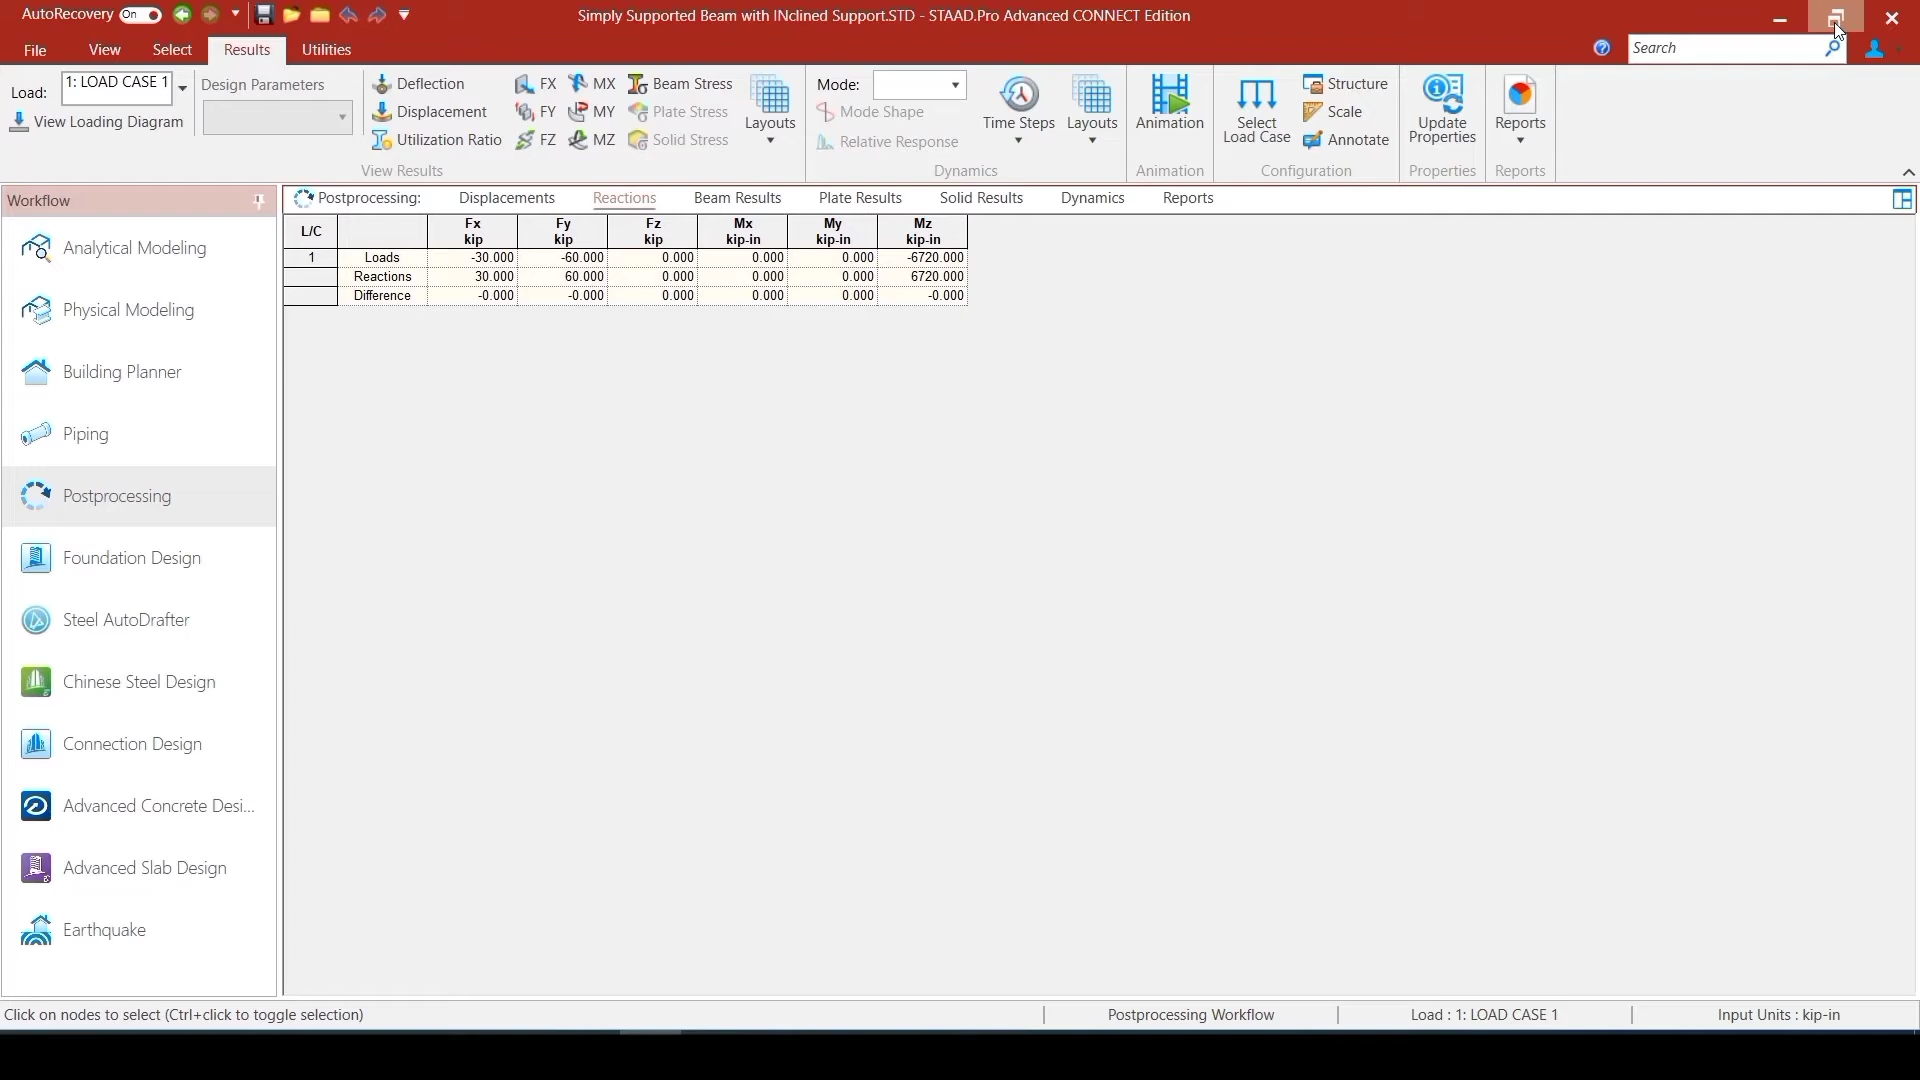 AutoRecovery On
Simply Supported Beam with INclined Support.STD - STAAD.Pro Advanced CONNECT Edition
File View Select Results Utilities
Search
Load: 1: LOAD CASE 1
View Loading Diagram
Design Parameters
Deflection
Displacement
Utilization Ratio
FX MX
FY MY
FZ MZ
Beam Stress
Plate Stress
Solid Stress
Layouts
View Results
Mode:
Mode Shape
Relative Response
Time Steps
Layouts
Dynamics
Animation
Animation
Select
Load Case
Structure
Scale
Annotate
Configuration
Update
Properties
Properties
Reports
Reports
Workflow
Analytical Modeling
Physical Modeling
Building Planner
Piping
Postprocessing
Foundation Design
Steel AutoDrafter
Chinese Steel Design
Connection Design
Advanced Concrete Desi...
Advanced Slab Design
Earthquake
Postprocessing: Displacements Reactions Beam Results Plate Results Solid Results Dynamics Reports
L/C Fx kip Fy kip Fz kip Mx kip-in My kip-in Mz kip-in
1 Loads -30.000 -60.000 0.000 0.000 0.000 -6720.000
Reactions 30.000 60.000 0.000 0.000 0.000 6720.000
Difference -0.000 -0.000 0.000 0.000 0.000 -0.000
Click on nodes to select (Ctrl+click to toggle selection)
Postprocessing Workflow
Load : 1: LOAD CASE 1
Input Units : kip-in